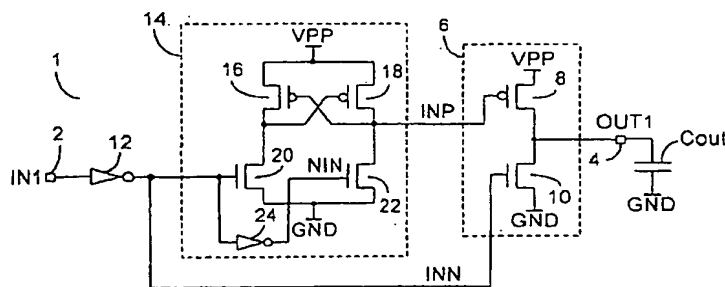 14
6
VPP
VPP
1
16
18
8
INP
OUT1
Cout
2
12
20
NIN
4
IN1
22
10
GND
24
GND
GND
INN